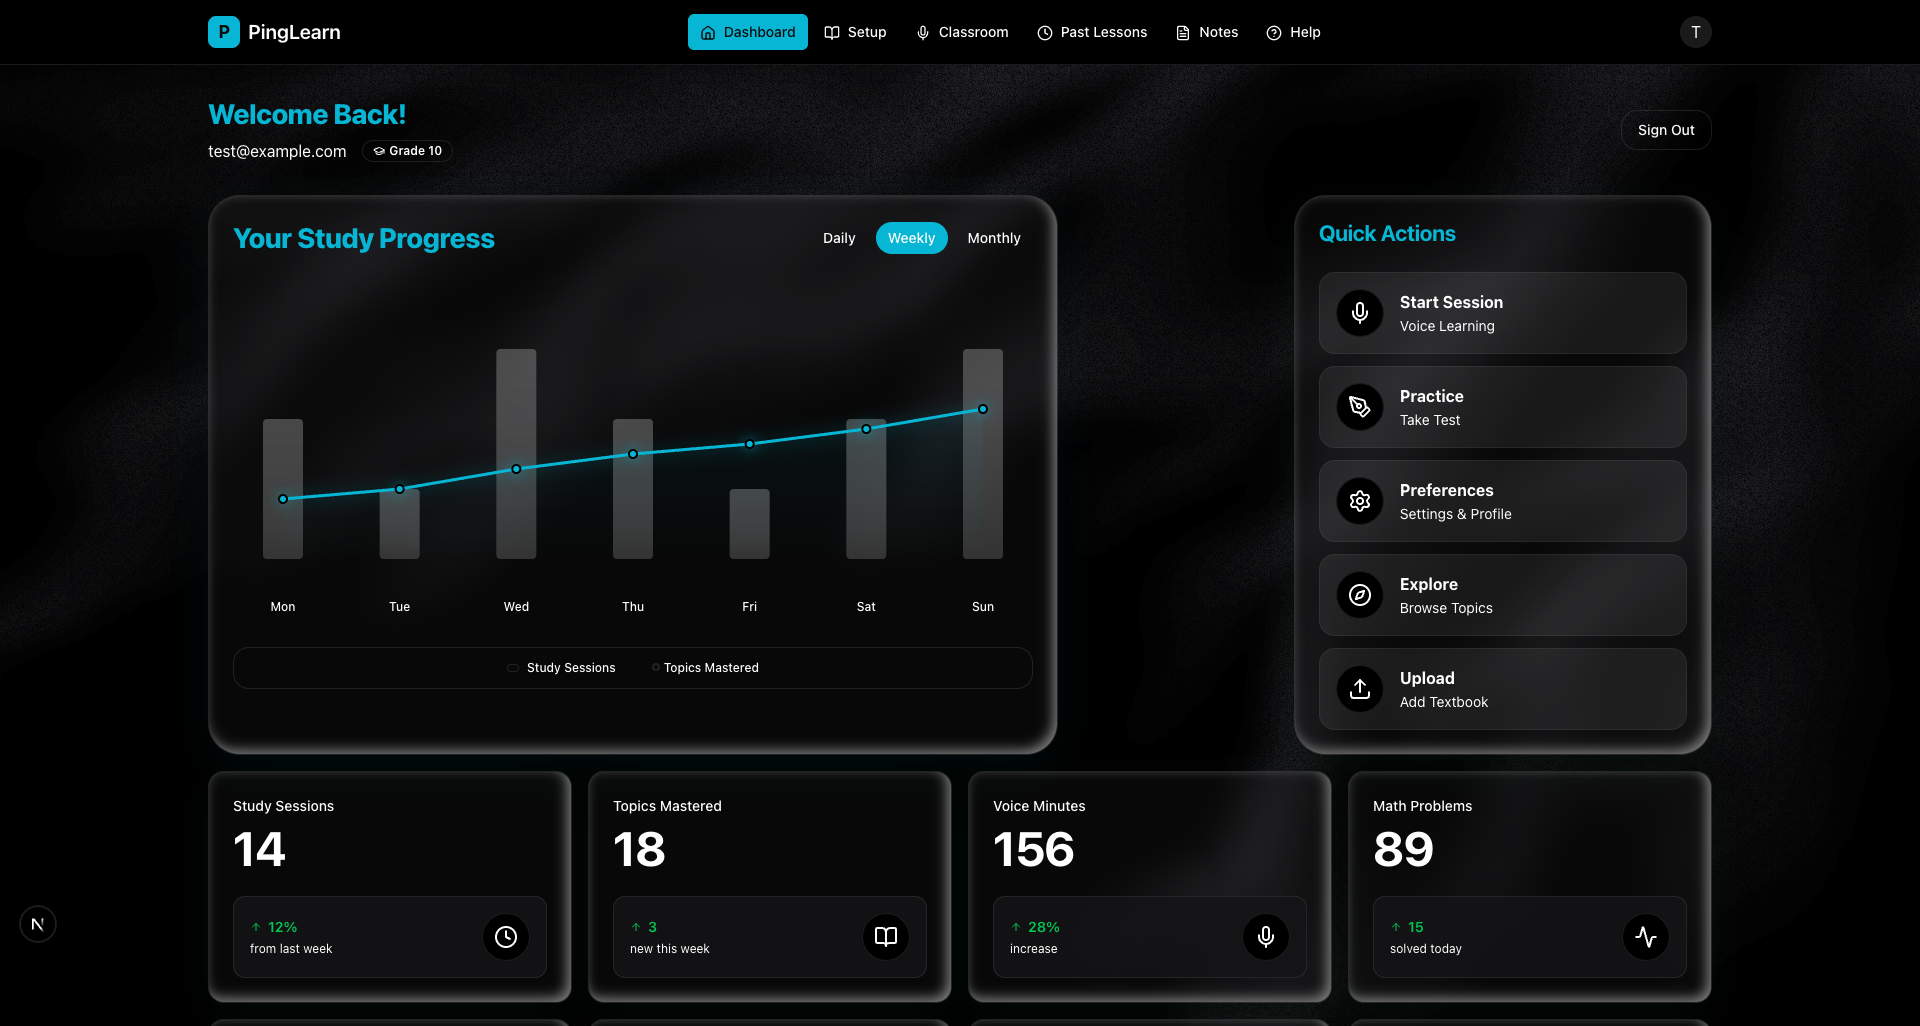 P PingLearn
Dashboard Setup Classroom Past Lessons Notes Help
T
Welcome Back!
test@example.com
Grade 10
Sign Out
Your Study Progress
Daily Weekly Monthly
Mon Tue Wed Thu Fri Sat Sun
Study Sessions Topics Mastered
Quick Actions
Start Session
Voice Learning
Practice
Take Test
Preferences
Settings & Profile
Explore
Browse Topics
Upload
Add Textbook
Study Sessions
14
12%
from last week
Topics Mastered
18
3
new this week
Voice Minutes
156
28%
increase
Math Problems
89
15
solved today
N